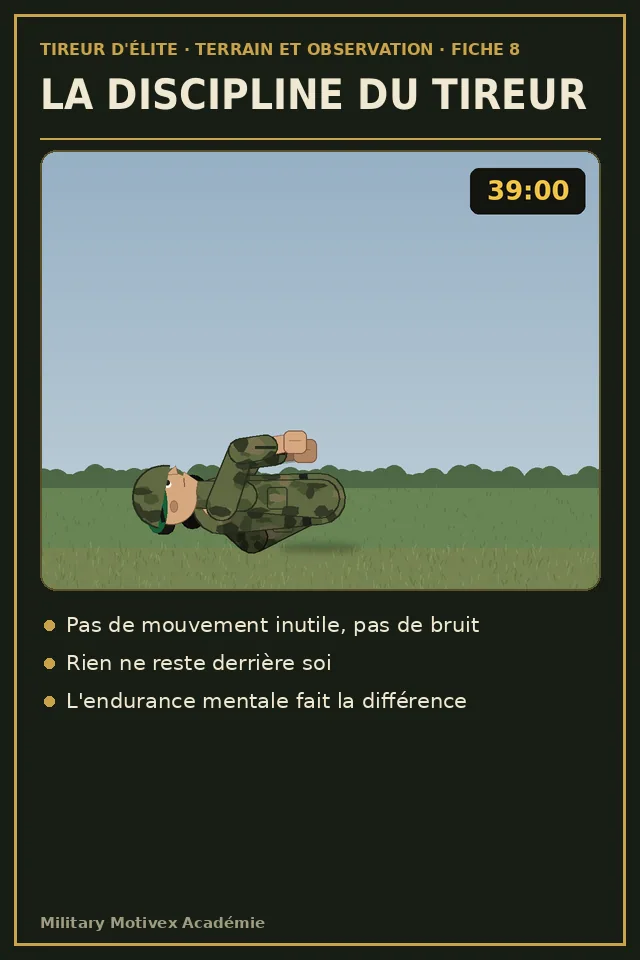 TIREUR D'ÉLITE · TERRAIN ET OBSERVATION · FICHE 8
LA DISCIPLINE DU TIREUR
39:00
Pas de mouvement inutile, pas de bruit
Rien ne reste derrière soi
L'endurance mentale fait la différence
Military Motivex Académie